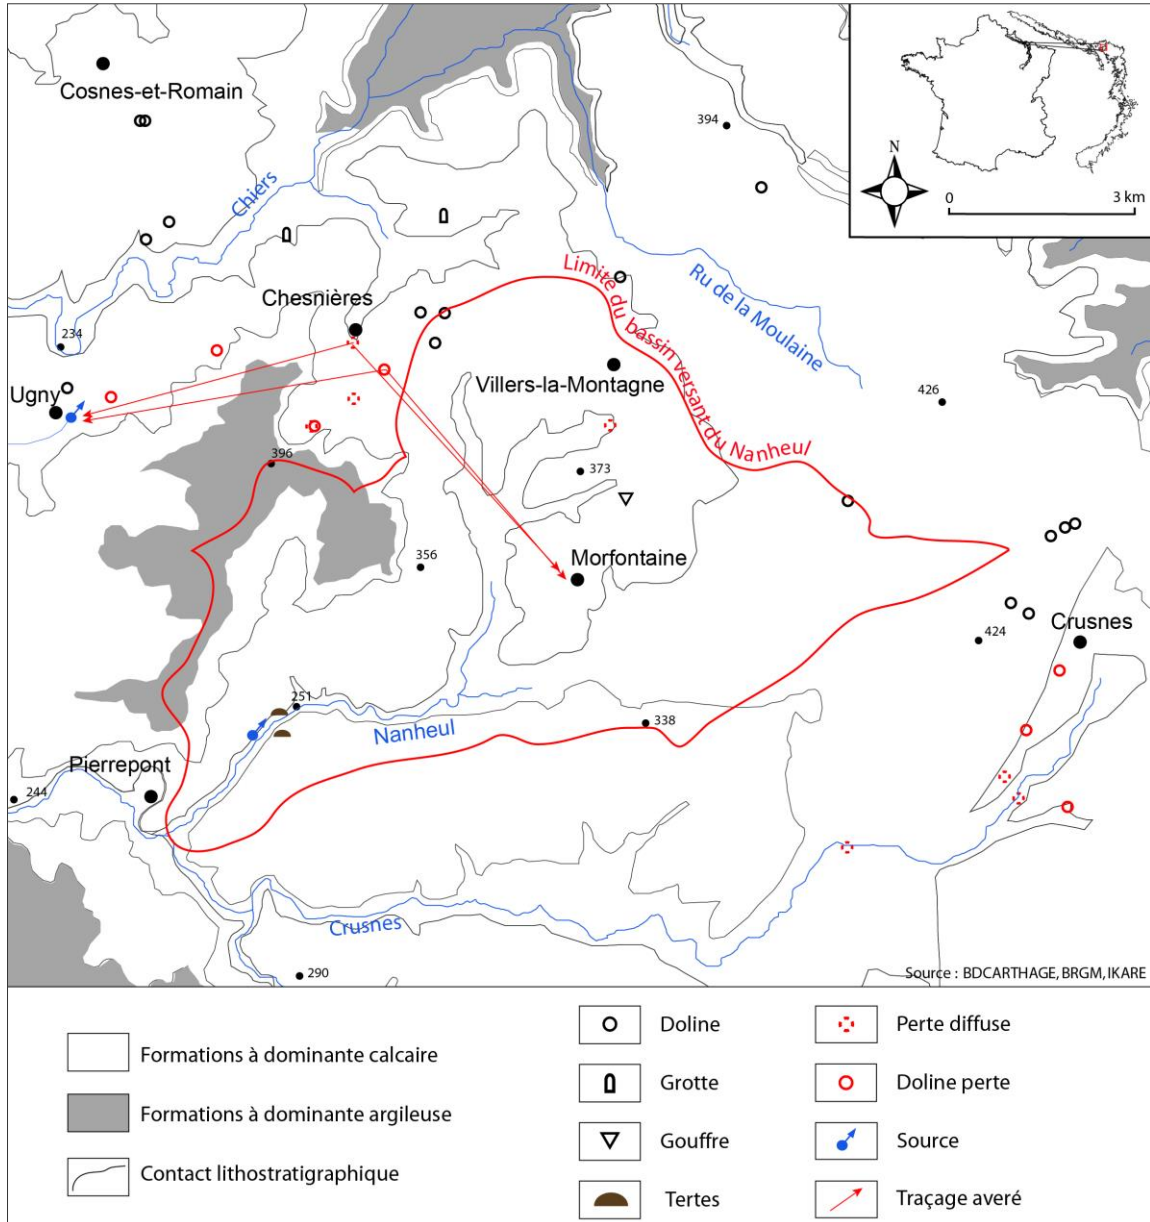 Cosnes-et-Romain
394
N
0
3 km
Chiers
Chesnières
234
Limite du bassin versant du Nanheul
Ru de la Moulaine
Ugny
Villers-la-Montagne
426
396
373
356
Morfontaine
424
Crusnes
251
338
Nanheul
Pierrepont
244
Crusnes
290
Source : BDCARTHAGE, BRGM, IKARE
Formations à dominante calcaire
Formations à dominante argileuse
Contact lithostratigraphique
Doline
Grotte
Gouffre
Tertes
Perte diffuse
Doline perte
Source
Traçage averé